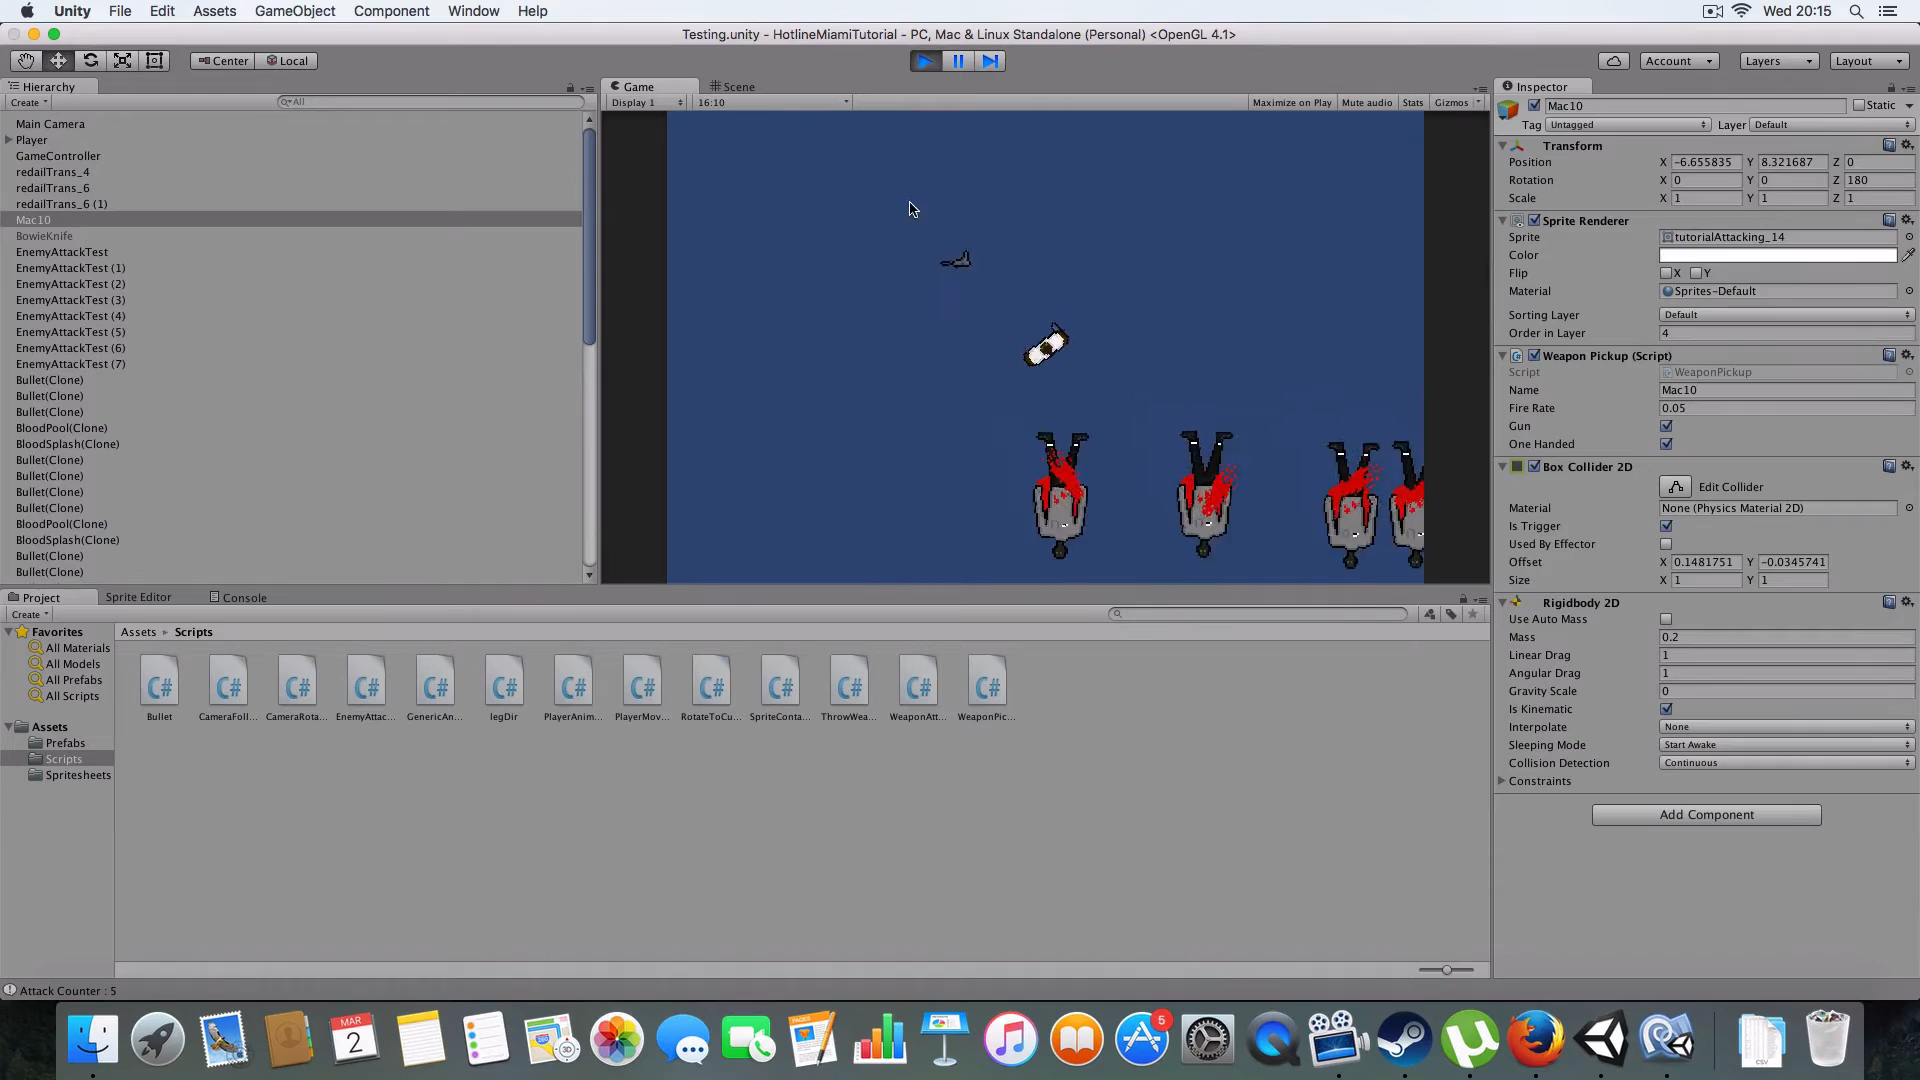 Unity File Edit Assets GameObject Component Window Help
Wed 20:15
Testing.unity - HotlineMiamiTutorial - PC, Mac & Linux Standalone (Personal) <OpenGL 4.1>
Center Local
Account Layers Layout
Hierarchy
Create All
Main Camera
Player
GameController
redailTrans_4
redailTrans_6
redailTrans_6 (1)
Mac10
BowieKnife
EnemyAttackTest
EnemyAttackTest (1)
EnemyAttackTest (2)
EnemyAttackTest (3)
EnemyAttackTest (4)
EnemyAttackTest (5)
EnemyAttackTest (6)
EnemyAttackTest (7)
Bullet(Clone)
Bullet(Clone)
Bullet(Clone)
BloodPool(Clone)
BloodSplash(Clone)
Bullet(Clone)
Bullet(Clone)
Bullet(Clone)
Bullet(Clone)
BloodPool(Clone)
BloodSplash(Clone)
Bullet(Clone)
Bullet(Clone)
Game Scene
Display 1 16:10 Maximize on Play Mute audio Stats Gizmos
Inspector
Mac10 Static
Tag Untagged Layer Default
Transform
Position X -6.655835 Y 8.321687 Z 0
Rotation X 0 Y 0 Z 180
Scale X 1 Y 1 Z 1
Sprite Renderer
Sprite tutorialAttacking_14
Color
Flip X Y
Material Sprites-Default
Sorting Layer Default
Order in Layer 4
Weapon Pickup (Script)
Script WeaponPickup
Name Mac10
Fire Rate 0.05
Gun
One Handed
Box Collider 2D
Edit Collider
Material None (Physics Material 2D)
Is Trigger
Used By Effector
Offset X 0.1481751 Y -0.0345741
Size X 1 Y 1
Rigidbody 2D
Use Auto Mass
Mass 0.2
Linear Drag 1
Angular Drag 1
Gravity Scale 0
Is Kinematic
Interpolate None
Sleeping Mode Start Awake
Collision Detection Continuous
Constraints
Add Component
Project Sprite Editor Console
Create
Favorites
All Materials
All Models
All Prefabs
All Scripts
Assets
Prefabs
Scripts
Spritesheets
Assets Scripts
C# C# C# C# C# C# C# C# C# C# C# C# C#
Bullet CameraFoll... CameraRota... EnemyAttac... GenericAn... legDir PlayerAnim... PlayerMov... RotateToCu... SpriteConta... ThrowWea... WeaponAtt... WeaponPic...
Attack Counter : 5
MAR
2
5
CSV